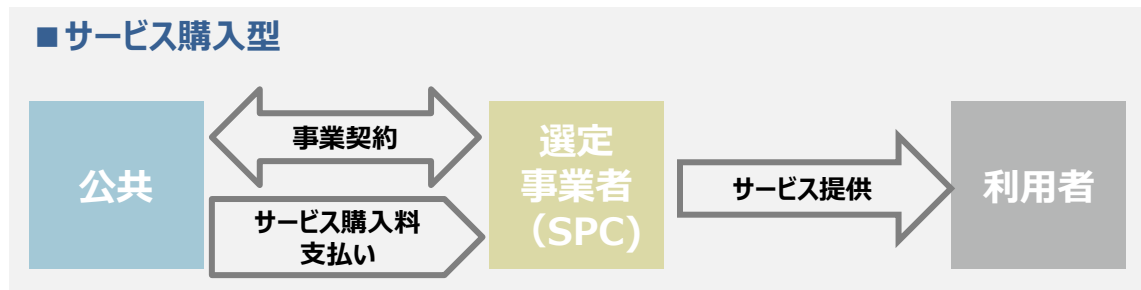 ■サービス購入型
公共
事業契約
サービス購入料
支払い
選定
事業者
（SPC)
サービス提供
利用者